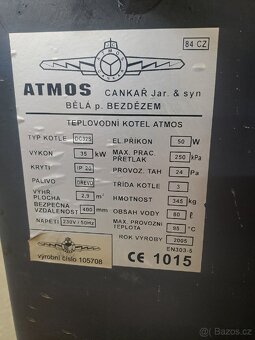 84 CZ
ATMOS
CANKAŘ Jar. & syn
BĚLÁ p. BEZDĚZEM
TEPLOVODNÍ KOTEL ATMOS
TYP KOTLE DC32S EL.PŘÍKON 50 W
VÝKON 35 kW MAX. PRAC. PŘETLAK 250 kPa
KRYTÍ IP 20 PROVOZ. TAH 24 Pa
PALIVO DŘEVO TŘÍDA KOTLE 3
VÝHŘ. PLOCHA 2,9 m² HMOTNOST 345 kg
BEZPEČNÁ VZDÁLENOST 400 mm OBSAH VODY 80 ℓ
NAPĚTÍ 230V / 50Hz MAX. PROVOZNÍ TEPLOTA 95 °C
ROK VÝROBY 2005
EN303-5
výrobní číslo 105708
CE 1015
bazos.cz